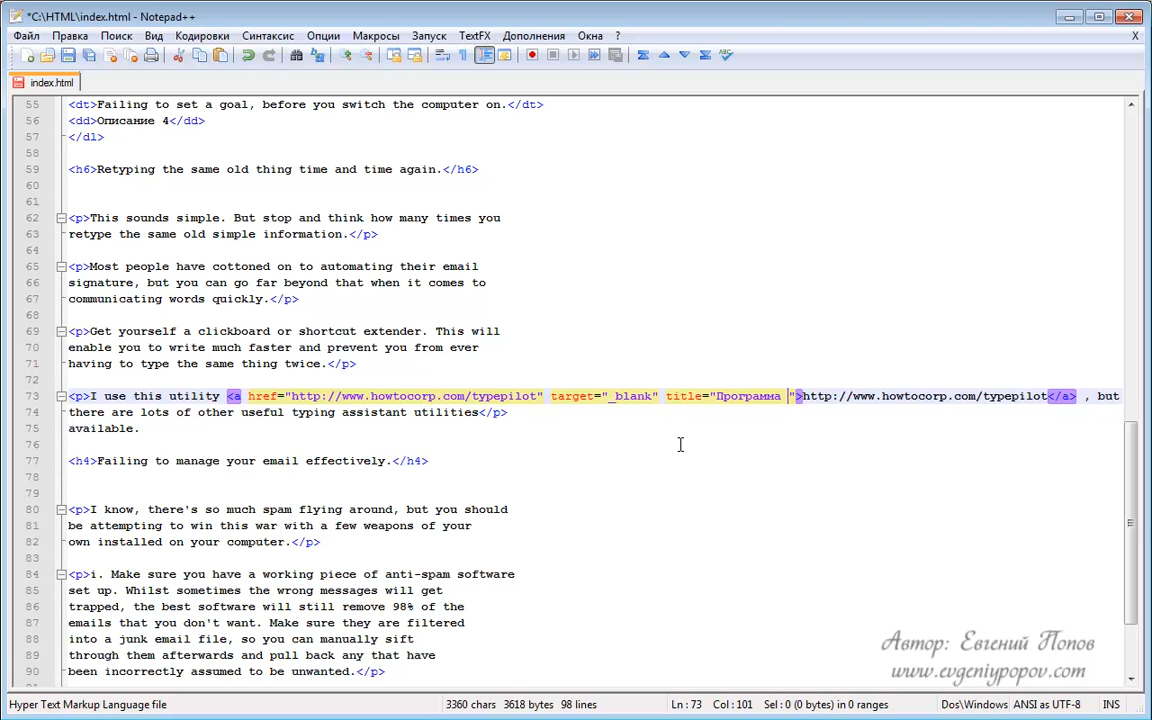 *C:\HTML\index.html - Notepad++
Файл Правка Поиск Вид Кодировки Синтаксис Опции Макросы Запуск TextFX Дополнения Окна ? X
index.html
55 <dt>Failing to set a goal, before you switch the computer on.</dt>
56 <dd>Описание 4</dd>
57 </dl>
58
59 <h6>Retyping the same old thing time and time again.</h6>
60
61
62 <p>This sounds simple. But stop and think how many times you
63 retype the same old simple information.</p>
64
65 <p>Most people have cottoned on to automating their email
66 signature, but you can go far beyond that when it comes to
67 communicating words quickly.</p>
68
69 <p>Get yourself a clickboard or shortcut extender. This will
70 enable you to write much faster and prevent you from ever
71 having to type the same thing twice.</p>
72
73 <p>I use this utility <a href="http://www.howtocorp.com/typepilot" target="_blank" title="Программа ">http://www.howtocorp.com/typepilot</a> , but
74 there are lots of other useful typing assistant utilities</p>
75 available.
76
77 <h4>Failing to manage your email effectively.</h4>
78
79
80 <p>I know, there's so much spam flying around, but you should
81 be attempting to win this war with a few weapons of your
82 own installed on your computer.</p>
83
84 <p>i. Make sure you have a working piece of anti-spam software
85 set up. Whilst sometimes the wrong messages will get
86 trapped, the best software will still remove 98% of the
87 emails that you don't want. Make sure they are filtered
88 into a junk email file, so you can manually sift
89 through them afterwards and pull back any that have
90 been incorrectly assumed to be unwanted.</p>
Автор: Евгений Попов
www.evgeniypopov.com
Hyper Text Markup Language file 3360 chars 3618 bytes 98 lines Ln : 73 Col : 101 Sel : 0 (0 bytes) in 0 ranges Dos\Windows ANSI as UTF-8 INS